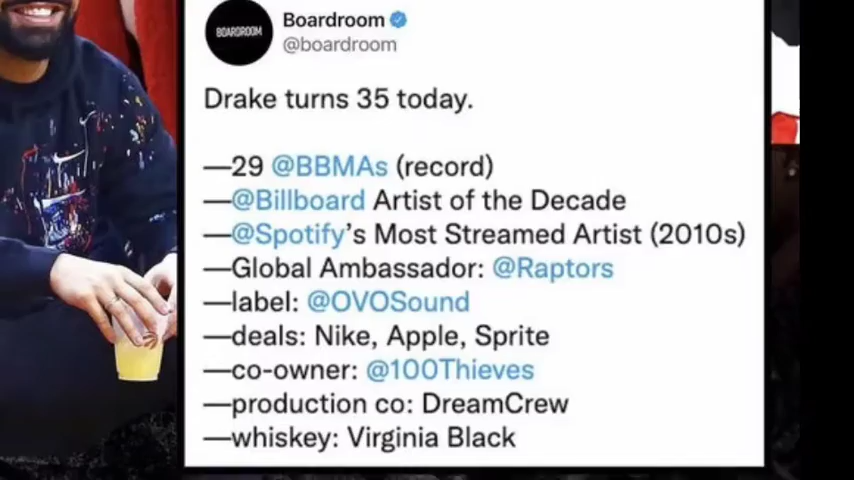 BOARDROOM
Boardroom
@boardroom
Drake turns 35 today.
—29 @BBMAs (record)
—@Billboard Artist of the Decade
—@Spotify's Most Streamed Artist (2010s)
—Global Ambassador: @Raptors
—label: @OVOSound
—deals: Nike, Apple, Sprite
—co-owner: @100Thieves
—production co: DreamCrew
—whiskey: Virginia Black